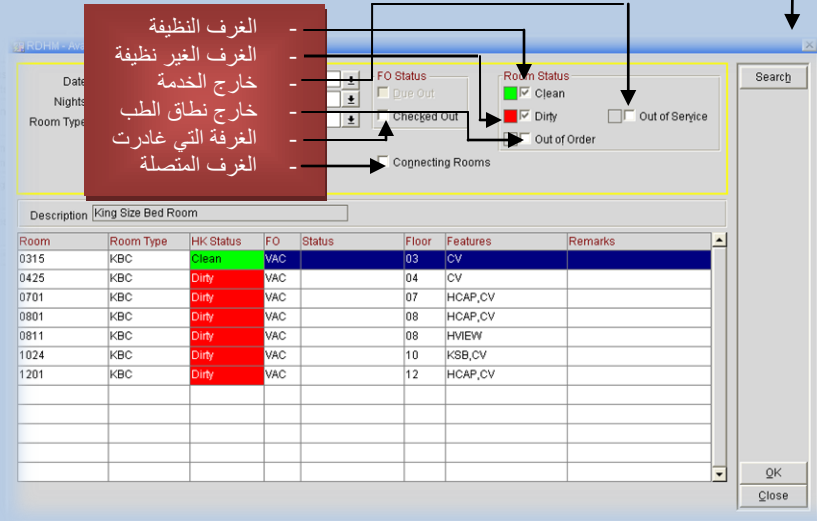 RDHM - Ava
- الغرف النظيفة
- الغرف الغير نظيفة
- خارج الخدمة
- خارج نطاق الطب
- الغرفة التي غادرت
- الغرف المتصلة
Date
Nights
Room Type
FO Status
Due Out
Checked Out
Room Status
Clean
Dirty
Out of Service
Out of Order
Connecting Rooms
Search
Description King Size Bed Room
Room Room Type HK Status FO Status Floor Features Remarks
0315 KBC Clean VAC 03 CV
0425 KBC Dirty VAC 04 CV
0701 KBC Dirty VAC 07 HCAP,CV
0801 KBC Dirty VAC 08 HCAP,CV
0811 KBC Dirty VAC 08 HVIEW
1024 KBC Dirty VAC 10 KSB,CV
1201 KBC Dirty VAC 12 HCAP,CV
OK
Close